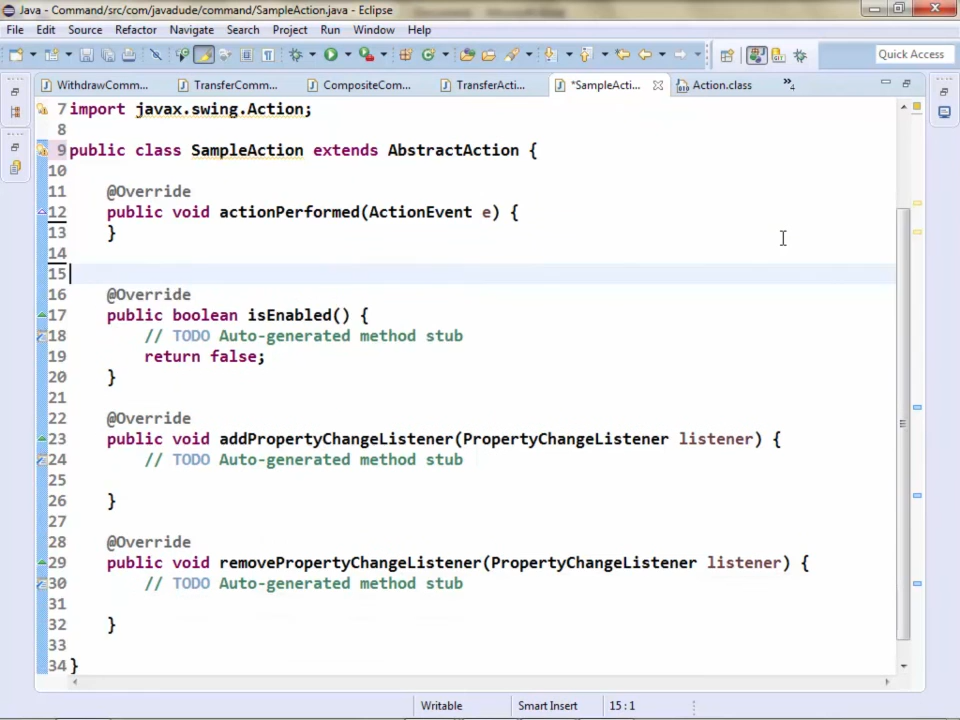 Java - Command/src/com/javadude/command/SampleAction.java - Eclipse
File Edit Source Refactor Navigate Search Project Run Window Help
Quick Access
WithdrawComm... TransferComm... CompositeCom... TransferActi... *SampleActi... Action.class »4
7 import javax.swing.Action;
8
9 public class SampleAction extends AbstractAction {
10
11 @Override
12 public void actionPerformed(ActionEvent e) {
13 }
14
15
16 @Override
17 public boolean isEnabled() {
18 // TODO Auto-generated method stub
19 return false;
20 }
21
22 @Override
23 public void addPropertyChangeListener(PropertyChangeListener listener) {
24 // TODO Auto-generated method stub
25
26 }
27
28 @Override
29 public void removePropertyChangeListener(PropertyChangeListener listener) {
30 // TODO Auto-generated method stub
31
32 }
33
34 }
Writable Smart Insert 15 : 1